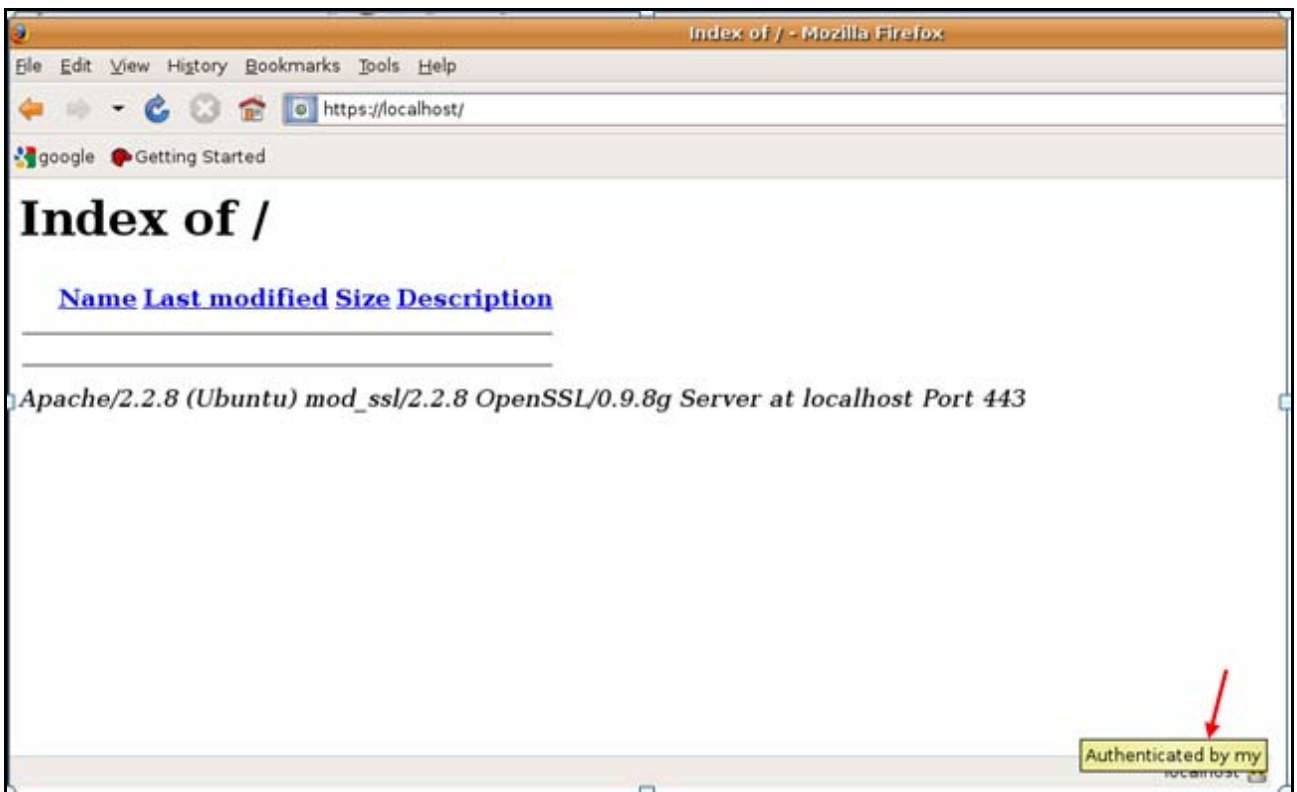 Index of / - Mozilla Firefox
File Edit View History Bookmarks Tools Help
https://localhost/
google Getting Started
Index of /
Name Last modified Size Description
Apache/2.2.8 (Ubuntu) mod_ssl/2.2.8 OpenSSL/0.9.8g Server at localhost Port 443
Authenticated by my
localhost